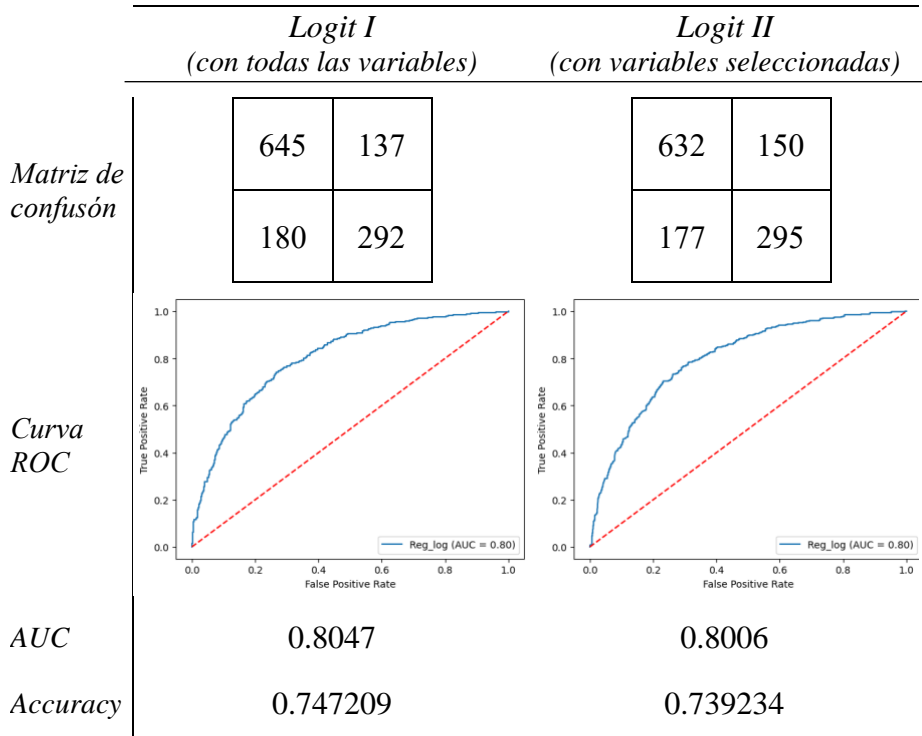 Logit I
Logit II
(con todas las variables)
(con variables seleccionadas)
Matriz de
confusón
645 137
180 292
632 150
177 295
Curva
ROC
True Positive Rate
1.0
0.8
0.6
0.4
0.2
0.0
0.0 0.2 0.4 0.6 0.8 1.0
False Positive Rate
Reg_log (AUC = 0.80)
True Positive Rate
1.0
0.8
0.6
0.4
0.2
0.0
0.0 0.2 0.4 0.6 0.8 1.0
False Positive Rate
Reg_log (AUC = 0.80)
AUC
0.8047
0.8006
Accuracy
0.747209
0.739234